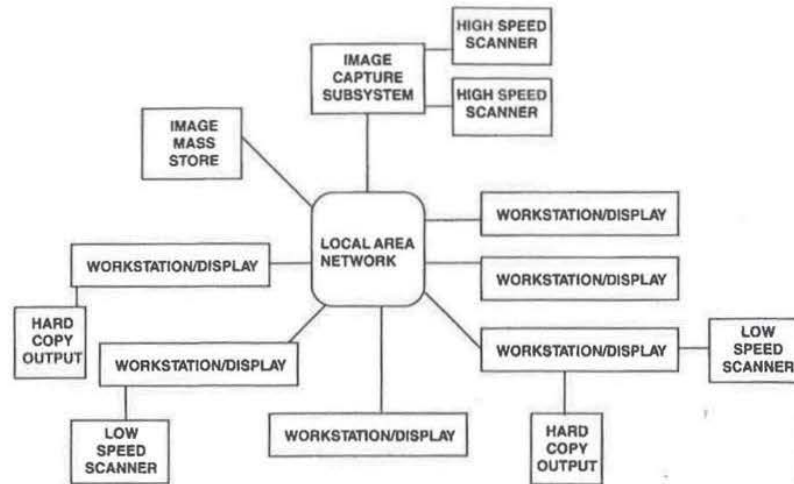 HIGH SPEED
SCANNER
IMAGE
CAPTURE
SUBSYSTEM
HIGH SPEED
SCANNER
IMAGE
MASS
STORE
WORKSTATION/DISPLAY
LOCAL AREA
NETWORK
WORKSTATION/DISPLAY
WORKSTATION/DISPLAY
HARD
COPY
OUTPUT
WORKSTATION/DISPLAY
WORKSTATION/DISPLAY
LOW
SPEED
SCANNER
LOW
SPEED
SCANNER
WORKSTATION/DISPLAY
HARD
COPY
OUTPUT